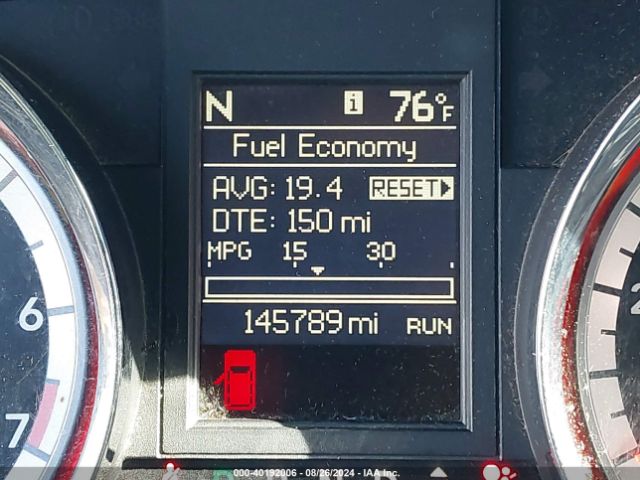 N i 76°F
Fuel Economy
AVG: 19.4 RESET
DTE: 150 mi
MPG 15 30
145789 mi RUN
6
7
2
000-40192006 - 08/26/2024 - IAA Inc.